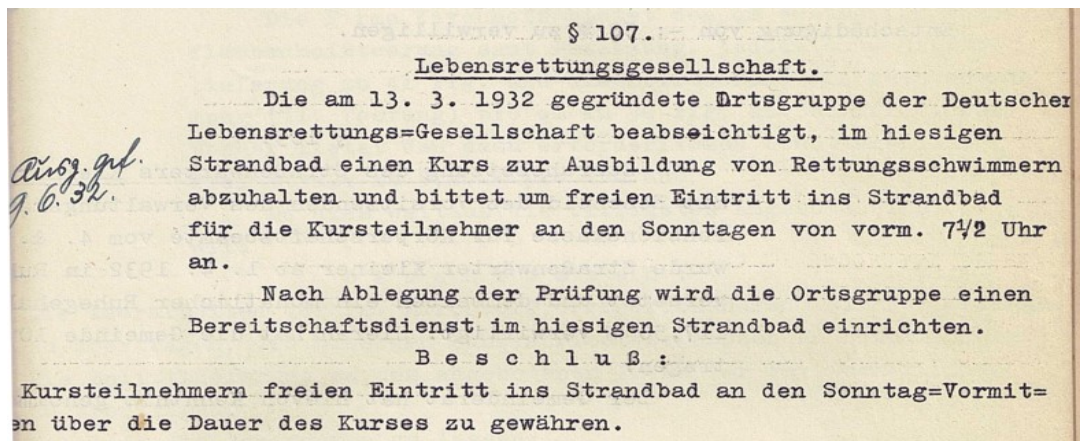 § 107.
Lebensrettungsgesellschaft.
Die am 13. 3. 1932 gegründete Ortsgruppe der Deutschen
Lebensrettungs=Gesellschaft beabseichtigt, im hiesigen
Strandbad einen Kurs zur Ausbildung von Rettungsschwimmern
abzuhalten und bittet um freien Eintritt ins Strandbad
für die Kursteilnehmer an den Sonntagen von vorm. 7½ Uhr
an.
Nach Ablegung der Prüfung wird die Ortsgruppe einen
Bereitschaftsdienst im hiesigen Strandbad einrichten.
B e s c h l u ß :
Kursteilnehmern freien Eintritt ins Strandbad an den Sonntag=Vormit=
en über die Dauer des Kurses zu gewähren.
Ausg. gef.
9. 6. 32